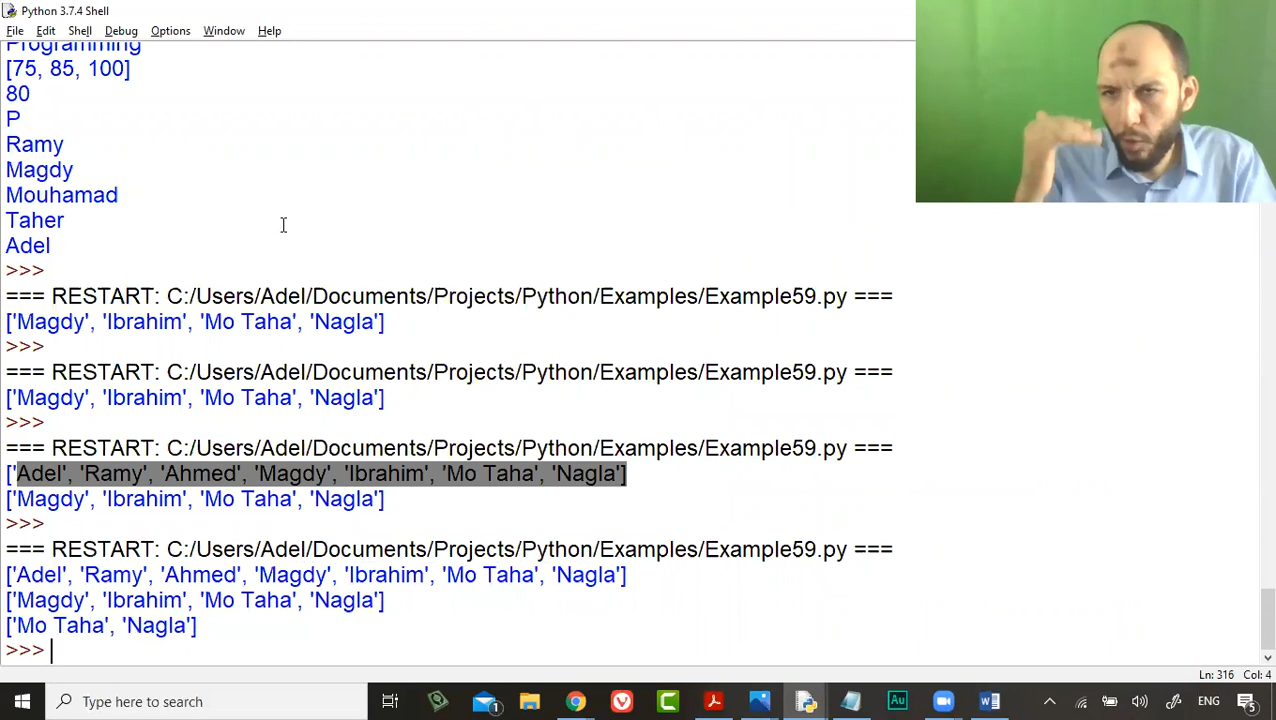 Python 3.7.4 Shell
File Edit Shell Debug Options Window Help
Programming
[75, 85, 100]
80
P
Ramy
Magdy
Mouhamad
Taher
Adel
>>>
=== RESTART: C:/Users/Adel/Documents/Projects/Python/Examples/Example59.py ===
['Magdy', 'Ibrahim', 'Mo Taha', 'Nagla']
>>>
=== RESTART: C:/Users/Adel/Documents/Projects/Python/Examples/Example59.py ===
['Magdy', 'Ibrahim', 'Mo Taha', 'Nagla']
>>>
=== RESTART: C:/Users/Adel/Documents/Projects/Python/Examples/Example59.py ===
['Adel', 'Ramy', 'Ahmed', 'Magdy', 'Ibrahim', 'Mo Taha', 'Nagla']
['Magdy', 'Ibrahim', 'Mo Taha', 'Nagla']
>>>
=== RESTART: C:/Users/Adel/Documents/Projects/Python/Examples/Example59.py ===
['Adel', 'Ramy', 'Ahmed', 'Magdy', 'Ibrahim', 'Mo Taha', 'Nagla']
['Magdy', 'Ibrahim', 'Mo Taha', 'Nagla']
['Mo Taha', 'Nagla']
>>>
Ln: 316 Col: 4
Type here to search 1 Au W ENG 5